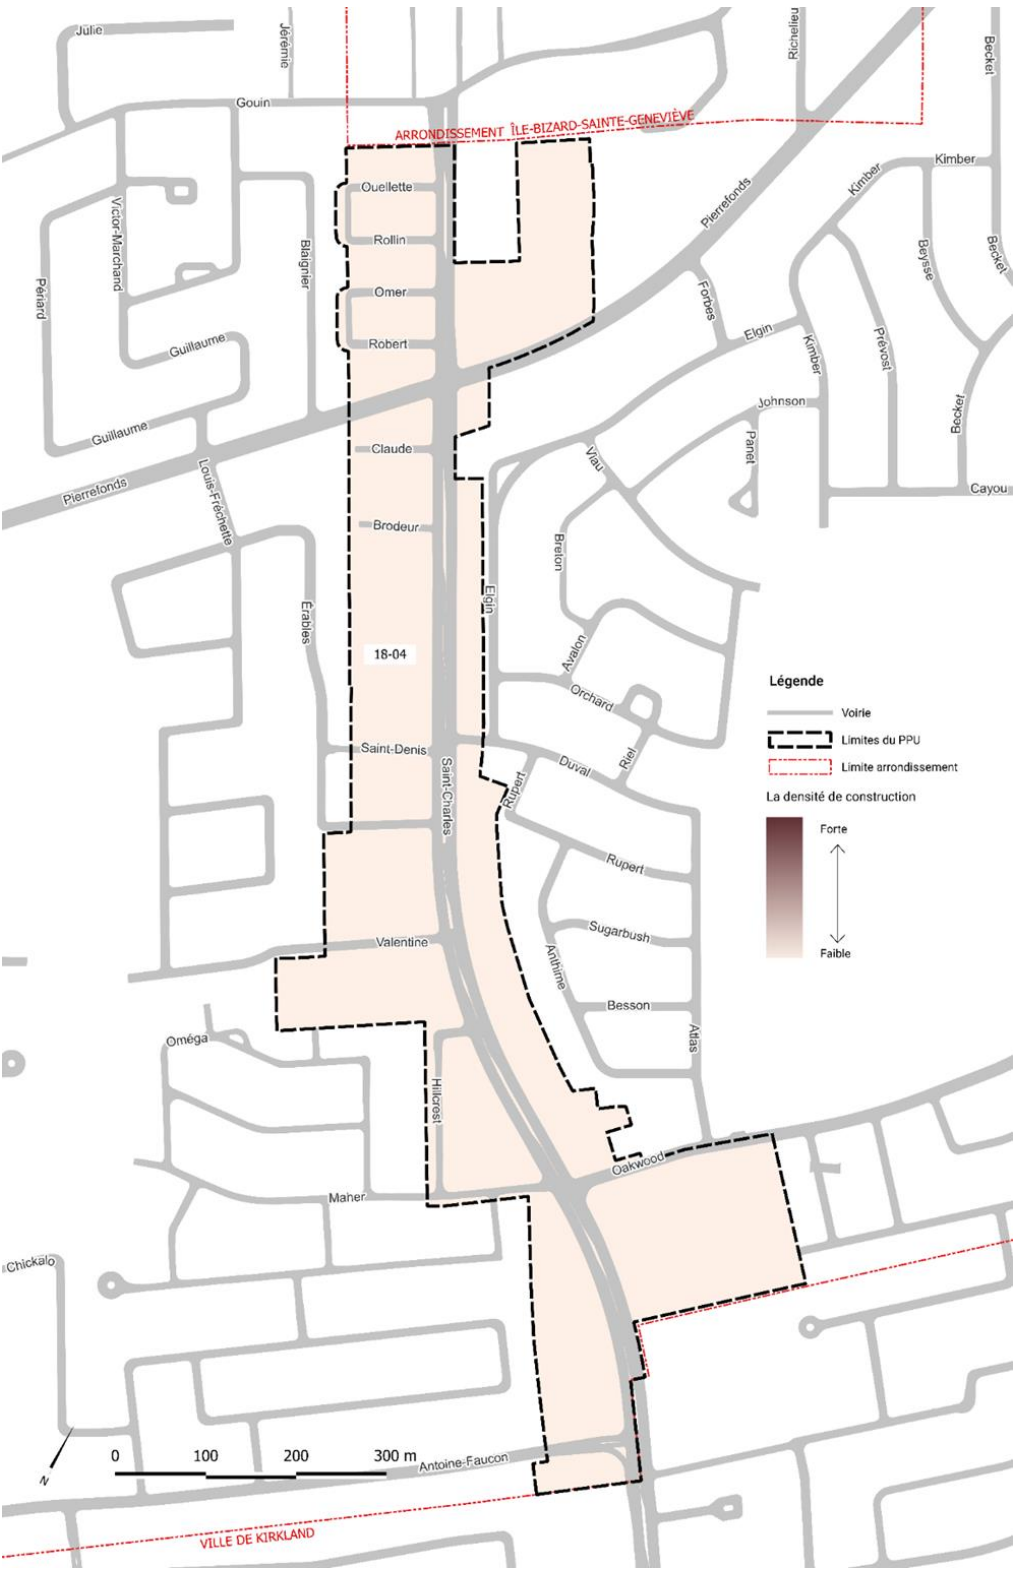 Julie
Jérémie
Richelieu
Becket
Gouin
ARRONDISSEMENT ÎLE-BIZARD-SAINTE-GENEVIÈVE
Kimber
Kimber
Ouellette
Pierrefonds
Victor-Marchand
Rollin
Blaignier
Beysse
Becket
Périard
Omer
Forbes
Guillaume
Robert
Elgin
Kimber
Prévost
Johnson
Becket
Guillaume
Claude
Panet
Viau
Pierrefonds
Louis-Fréchette
Cayou
Brodeur
Breton
Elgin
Érables
18-04
Avalon
Orchard
Légende
Voirie
Limites du PPU
Limite arrondissement
La densité de construction
Forte
Faible
Saint-Denis
Saint-Charles
Duval
Riel
Rupert
Rupert
Sugarbush
Valentine
Anthime
Besson
Atlas
Oméga
Hillcrest
Oakwood
Maher
Chickalo
N
0 100 200 300 m
Antoine-Faucon
VILLE DE KIRKLAND